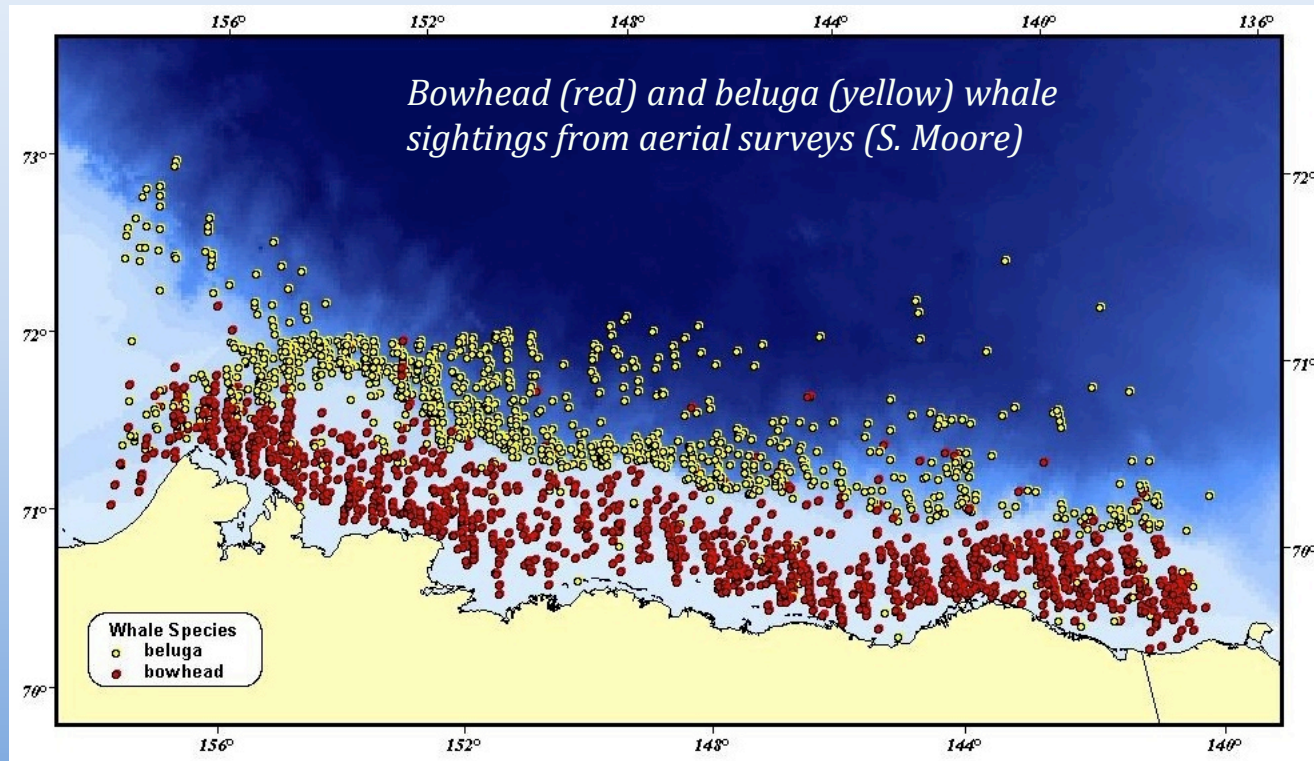 156° 152° 148° 144° 140° 136°
Bowhead (red) and beluga (yellow) whale
sightings from aerial surveys (S. Moore)
73°
72°
72°
71°
71°
70°
Whale Species
beluga
bowhead
70°
156° 152° 148° 144° 140°